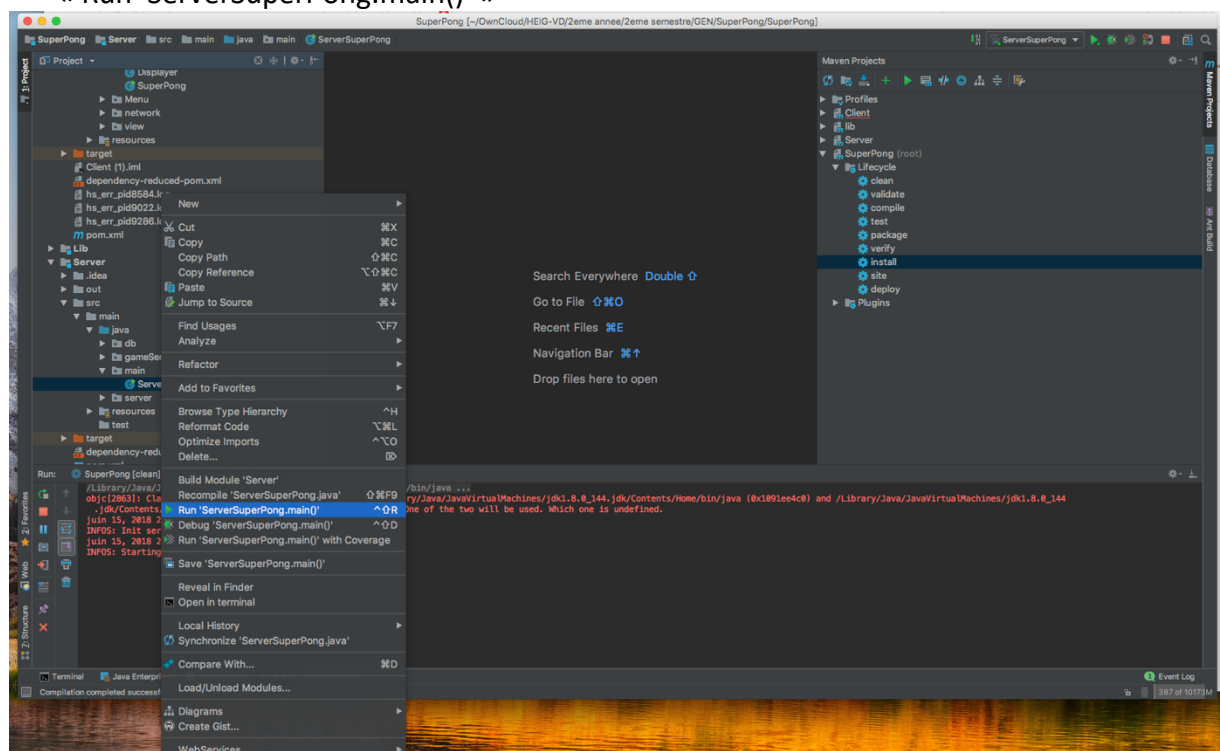 « Run 'ServerSuperPong.main()' »
SuperPong [~/OwnCloud/HEIG-VD/2eme annee/2eme semestre/GEN/SuperPong/SuperPong]
SuperPong Server src main java main ServerSuperPong
ServerSuperPong
1: Project
Project
Displayer
SuperPong
Menu
network
view
resources
target
Client (1).iml
dependency-reduced-pom.xml
hs_err_pid8584.l
hs_err_pid9022.l
hs_err_pid9286.l
pom.xml
Lib
Server
.idea
out
src
main
java
db
gameSer
main
Serve
server
resources
test
target
dependency-redu
New
Cut ⌘X
Copy ⌘C
Copy Path ⇧⌘C
Copy Reference ⌥⇧⌘C
Paste ⌘V
Jump to Source ⌘↓
Find Usages ⌥F7
Analyze
Refactor
Add to Favorites
Browse Type Hierarchy ^H
Reformat Code ⌥⌘L
Optimize Imports ^⌥O
Delete... ⌦
Build Module 'Server'
Recompile 'ServerSuperPong.java' ⇧⌘F9
Run 'ServerSuperPong.main()' ^⇧R
Debug 'ServerSuperPong.main()' ^⇧D
Run 'ServerSuperPong.main()' with Coverage
Save 'ServerSuperPong.main()'
Reveal in Finder
Open in terminal
Local History
Synchronize 'ServerSuperPong.java'
Compare With... ⌘D
Load/Unload Modules...
Diagrams
Create Gist...
WebServices
Search Everywhere Double ⇧
Go to File ⇧⌘O
Recent Files ⌘E
Navigation Bar ⌘↑
Drop files here to open
Maven Projects
Profiles
Client
lib
Server
SuperPong (root)
Lifecycle
clean
validate
compile
test
package
verify
install
site
deploy
Plugins
Maven Projects
Database
Ant Build
Run: SuperPong [clean]
/Library/Java/J /bin/java ...
objc[2863]: Cla ry/Java/JavaVirtualMachines/jdk1.8.0_144.jdk/Contents/Home/bin/java (0x1091ee4c0) and /Library/Java/JavaVirtualMachines/jdk1.8.0_144
.jdk/Contents One of the two will be used. Which one is undefined.
juin 15, 2018 2
INFOS: Init ser
juin 15, 2018 2
INFOS: Starting
2: Favorites
Web
7: Structure
Terminal Java Enterpri
Event Log
Compilation completed successf
387 of 10173M